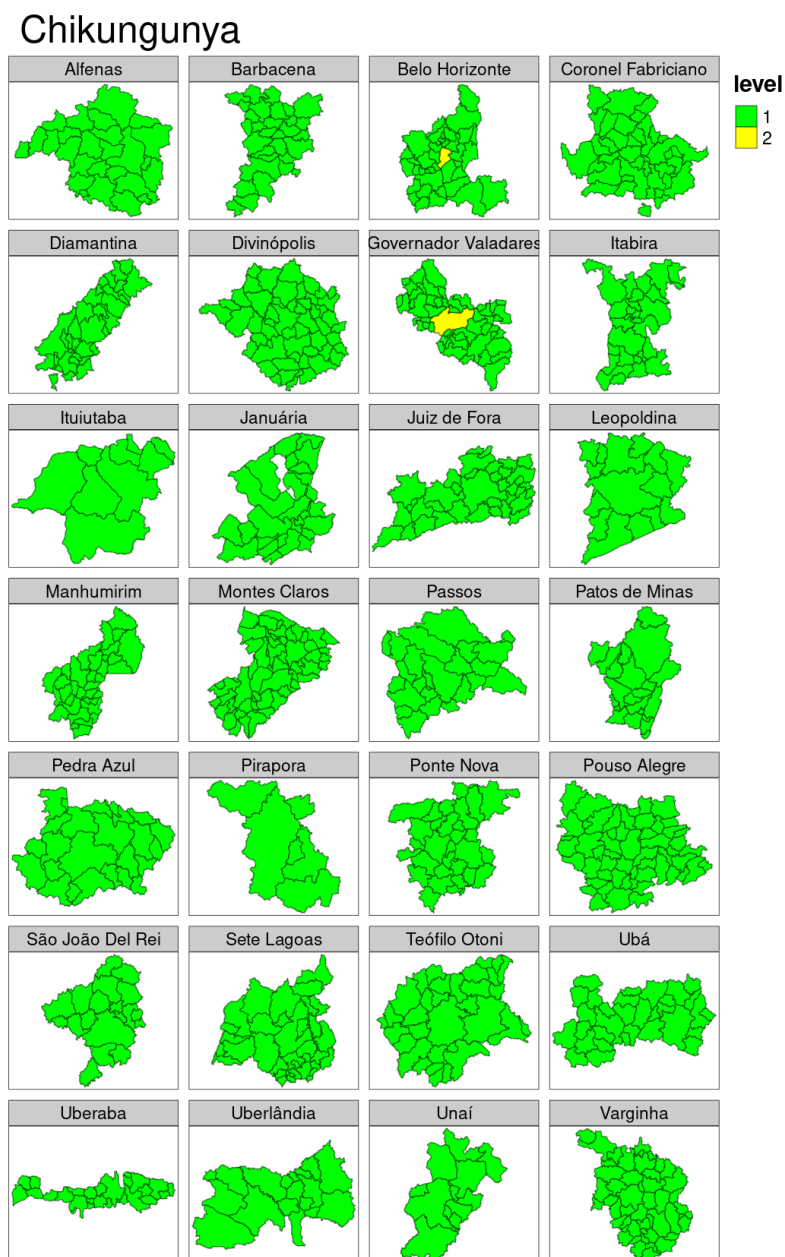 Chikungunya
Alfenas
Barbacena
Belo Horizonte
Coronel Fabriciano
level
1
2
Diamantina
Divinópolis
Governador Valadares
Itabira
Ituiutaba
Januária
Juiz de Fora
Leopoldina
Manhumirim
Montes Claros
Passos
Patos de Minas
Pedra Azul
Pirapora
Ponte Nova
Pouso Alegre
São João Del Rei
Sete Lagoas
Teófilo Otoni
Ubá
Uberaba
Uberlândia
Unaí
Varginha